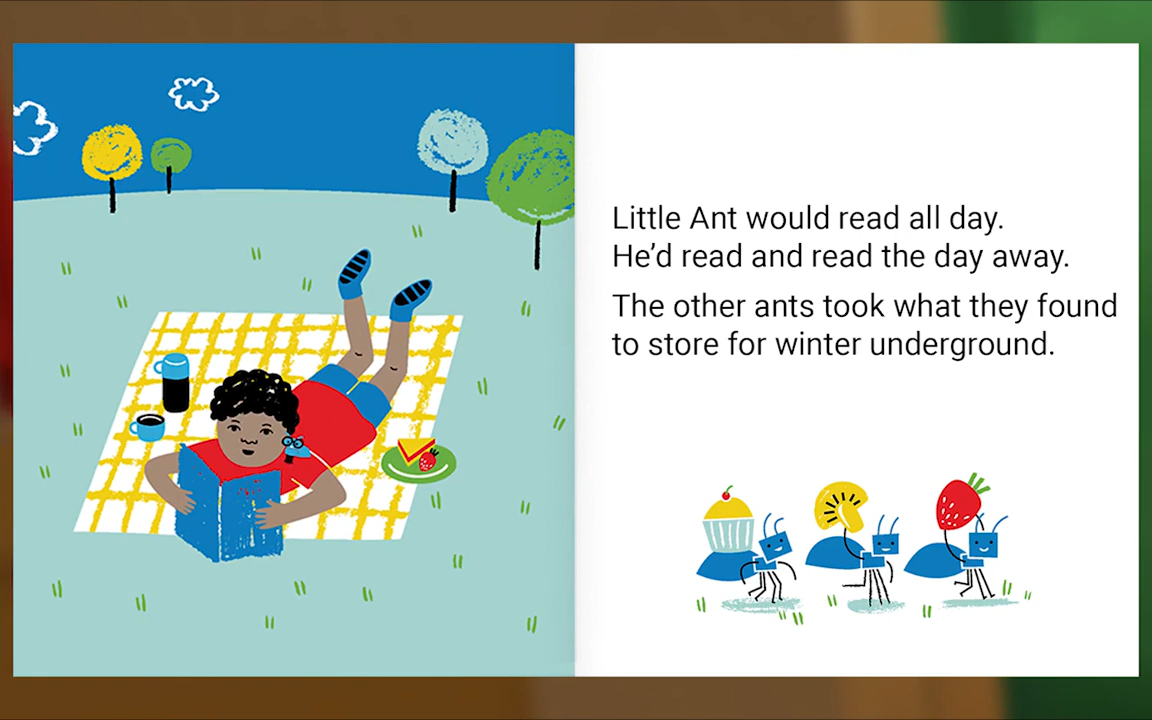 Little Ant would read all day.
He’d read and read the day away.
The other ants took what they found
to store for winter underground.